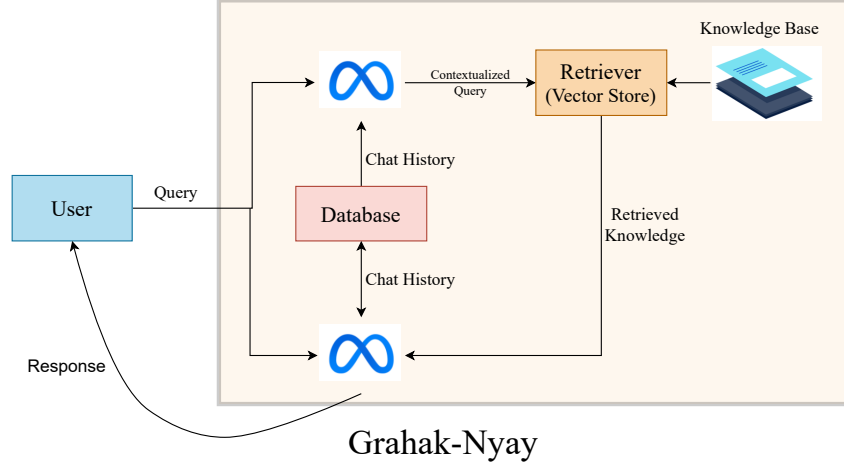 Knowledge Base
Contextualized
Query
Retriever
(Vector Store)
Chat History
User
Query
Database
Retrieved
Knowledge
Chat History
Response
Grahak-Nyay